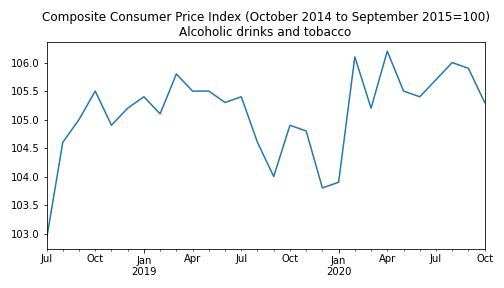 Composite Consumer Price Index (October 2014 to September 2015=100)
Alcoholic drinks and tobacco
106.0
105.5
105.0
104.5
104.0
103.5
103.0
Jul Oct Jan Apr Jul Oct Jan Apr Jul Oct
2019 2020